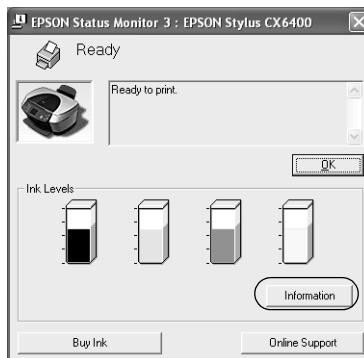 EPSON Status Monitor 3 : EPSON Stylus CX6400
Ready
Ready to print.
OK
Ink Levels
Information
Buy Ink
Online Support